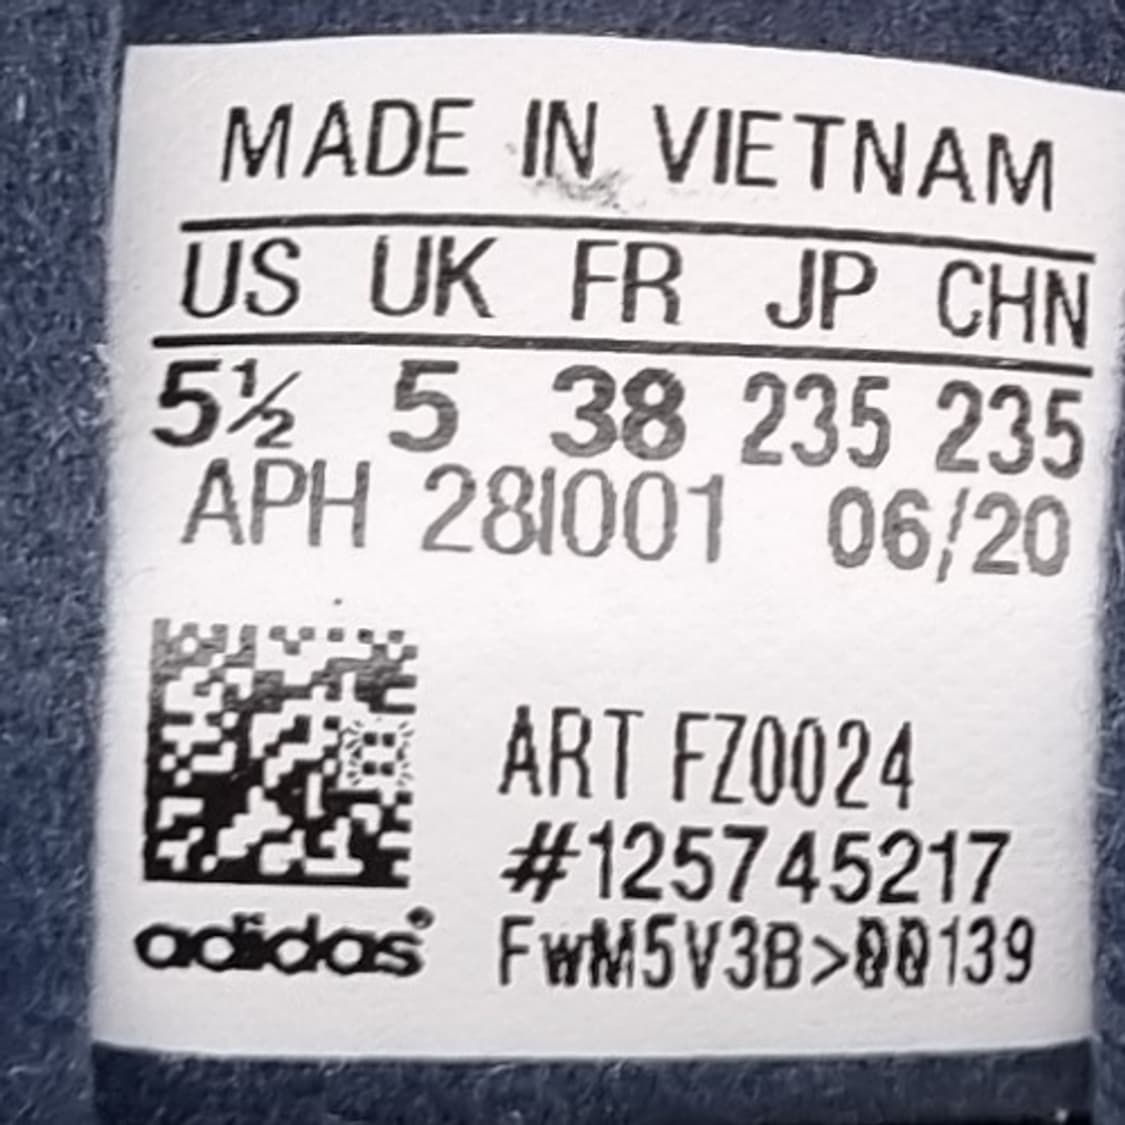 MADE IN VIETNAM
US UK FR JP CHN
5½ 5 38 235 235
APH 28I001 06/20
ART FZ0024
#125745217
adidas®
FwM5V3B>00139